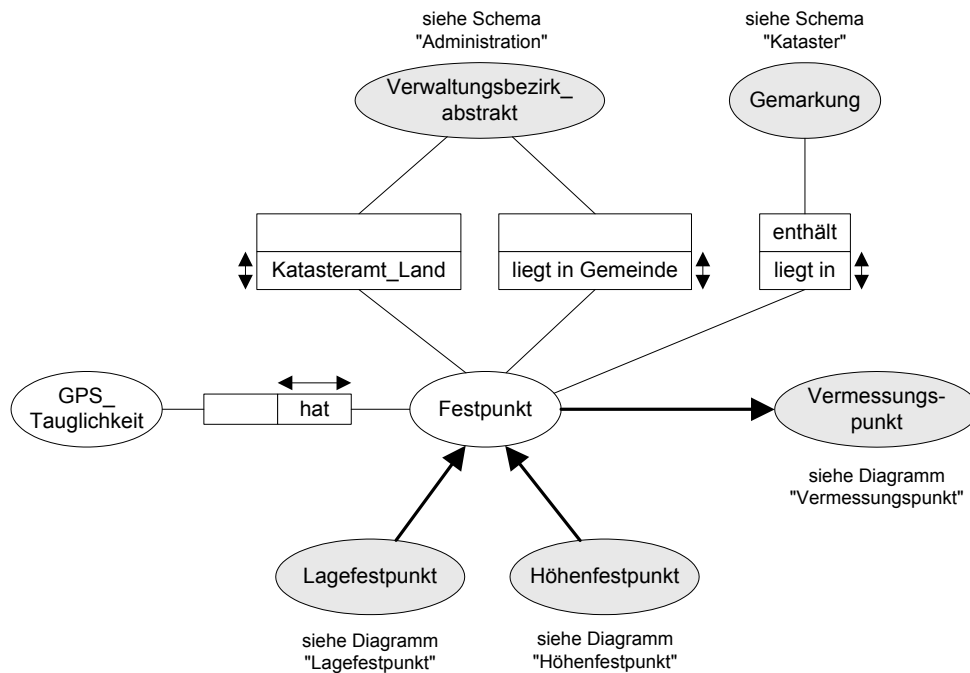 siehe Schema
"Administration"
siehe Schema
"Kataster"
Verwaltungsbezirk_
abstrakt
Gemarkung
enthält
Katasteramt_Land
liegt in Gemeinde
liegt in
GPS_
Tauglichkeit
hat
Festpunkt
Vermessungs-
punkt
siehe Diagramm
"Vermessungspunkt"
Lagefestpunkt
Höhenfestpunkt
siehe Diagramm
"Lagefestpunkt"
siehe Diagramm
"Höhenfestpunkt"